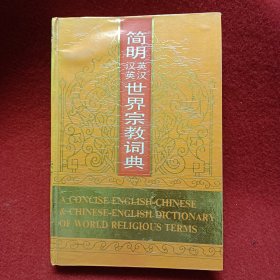 简明英汉
汉英
世界宗教词典
A CONCISE ENGLISH-CHINESE
& CHINESE-ENGLISH DICTIONARY
OF WORLD RELIGIOUS TERMS